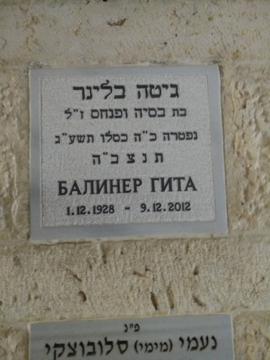 גיטה בלינר
בת בסיה ופנחס ז"ל
נפטרה כ"ה כסלו תשע"ג
ת נ צ ב "ה
БАЛИНЕР ГИТА
1.12.1928 - 9.12.2012
פ"נ
נעמי (מימי) סלובוצקי